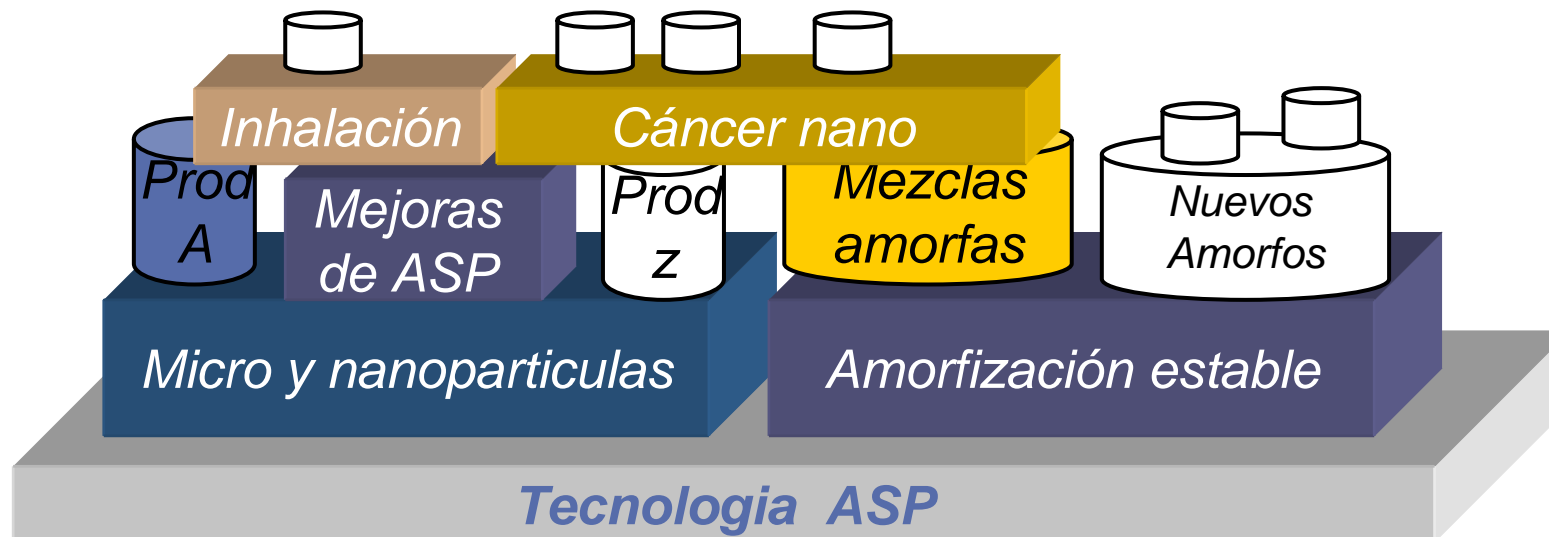 Inhalación
Cáncer nano
Prod
A
Mejoras
de ASP
Prod
z
Mezclas
amorfas
Nuevos
Amorfos
Micro y nanoparticulas
Amorfización estable
Tecnologia ASP